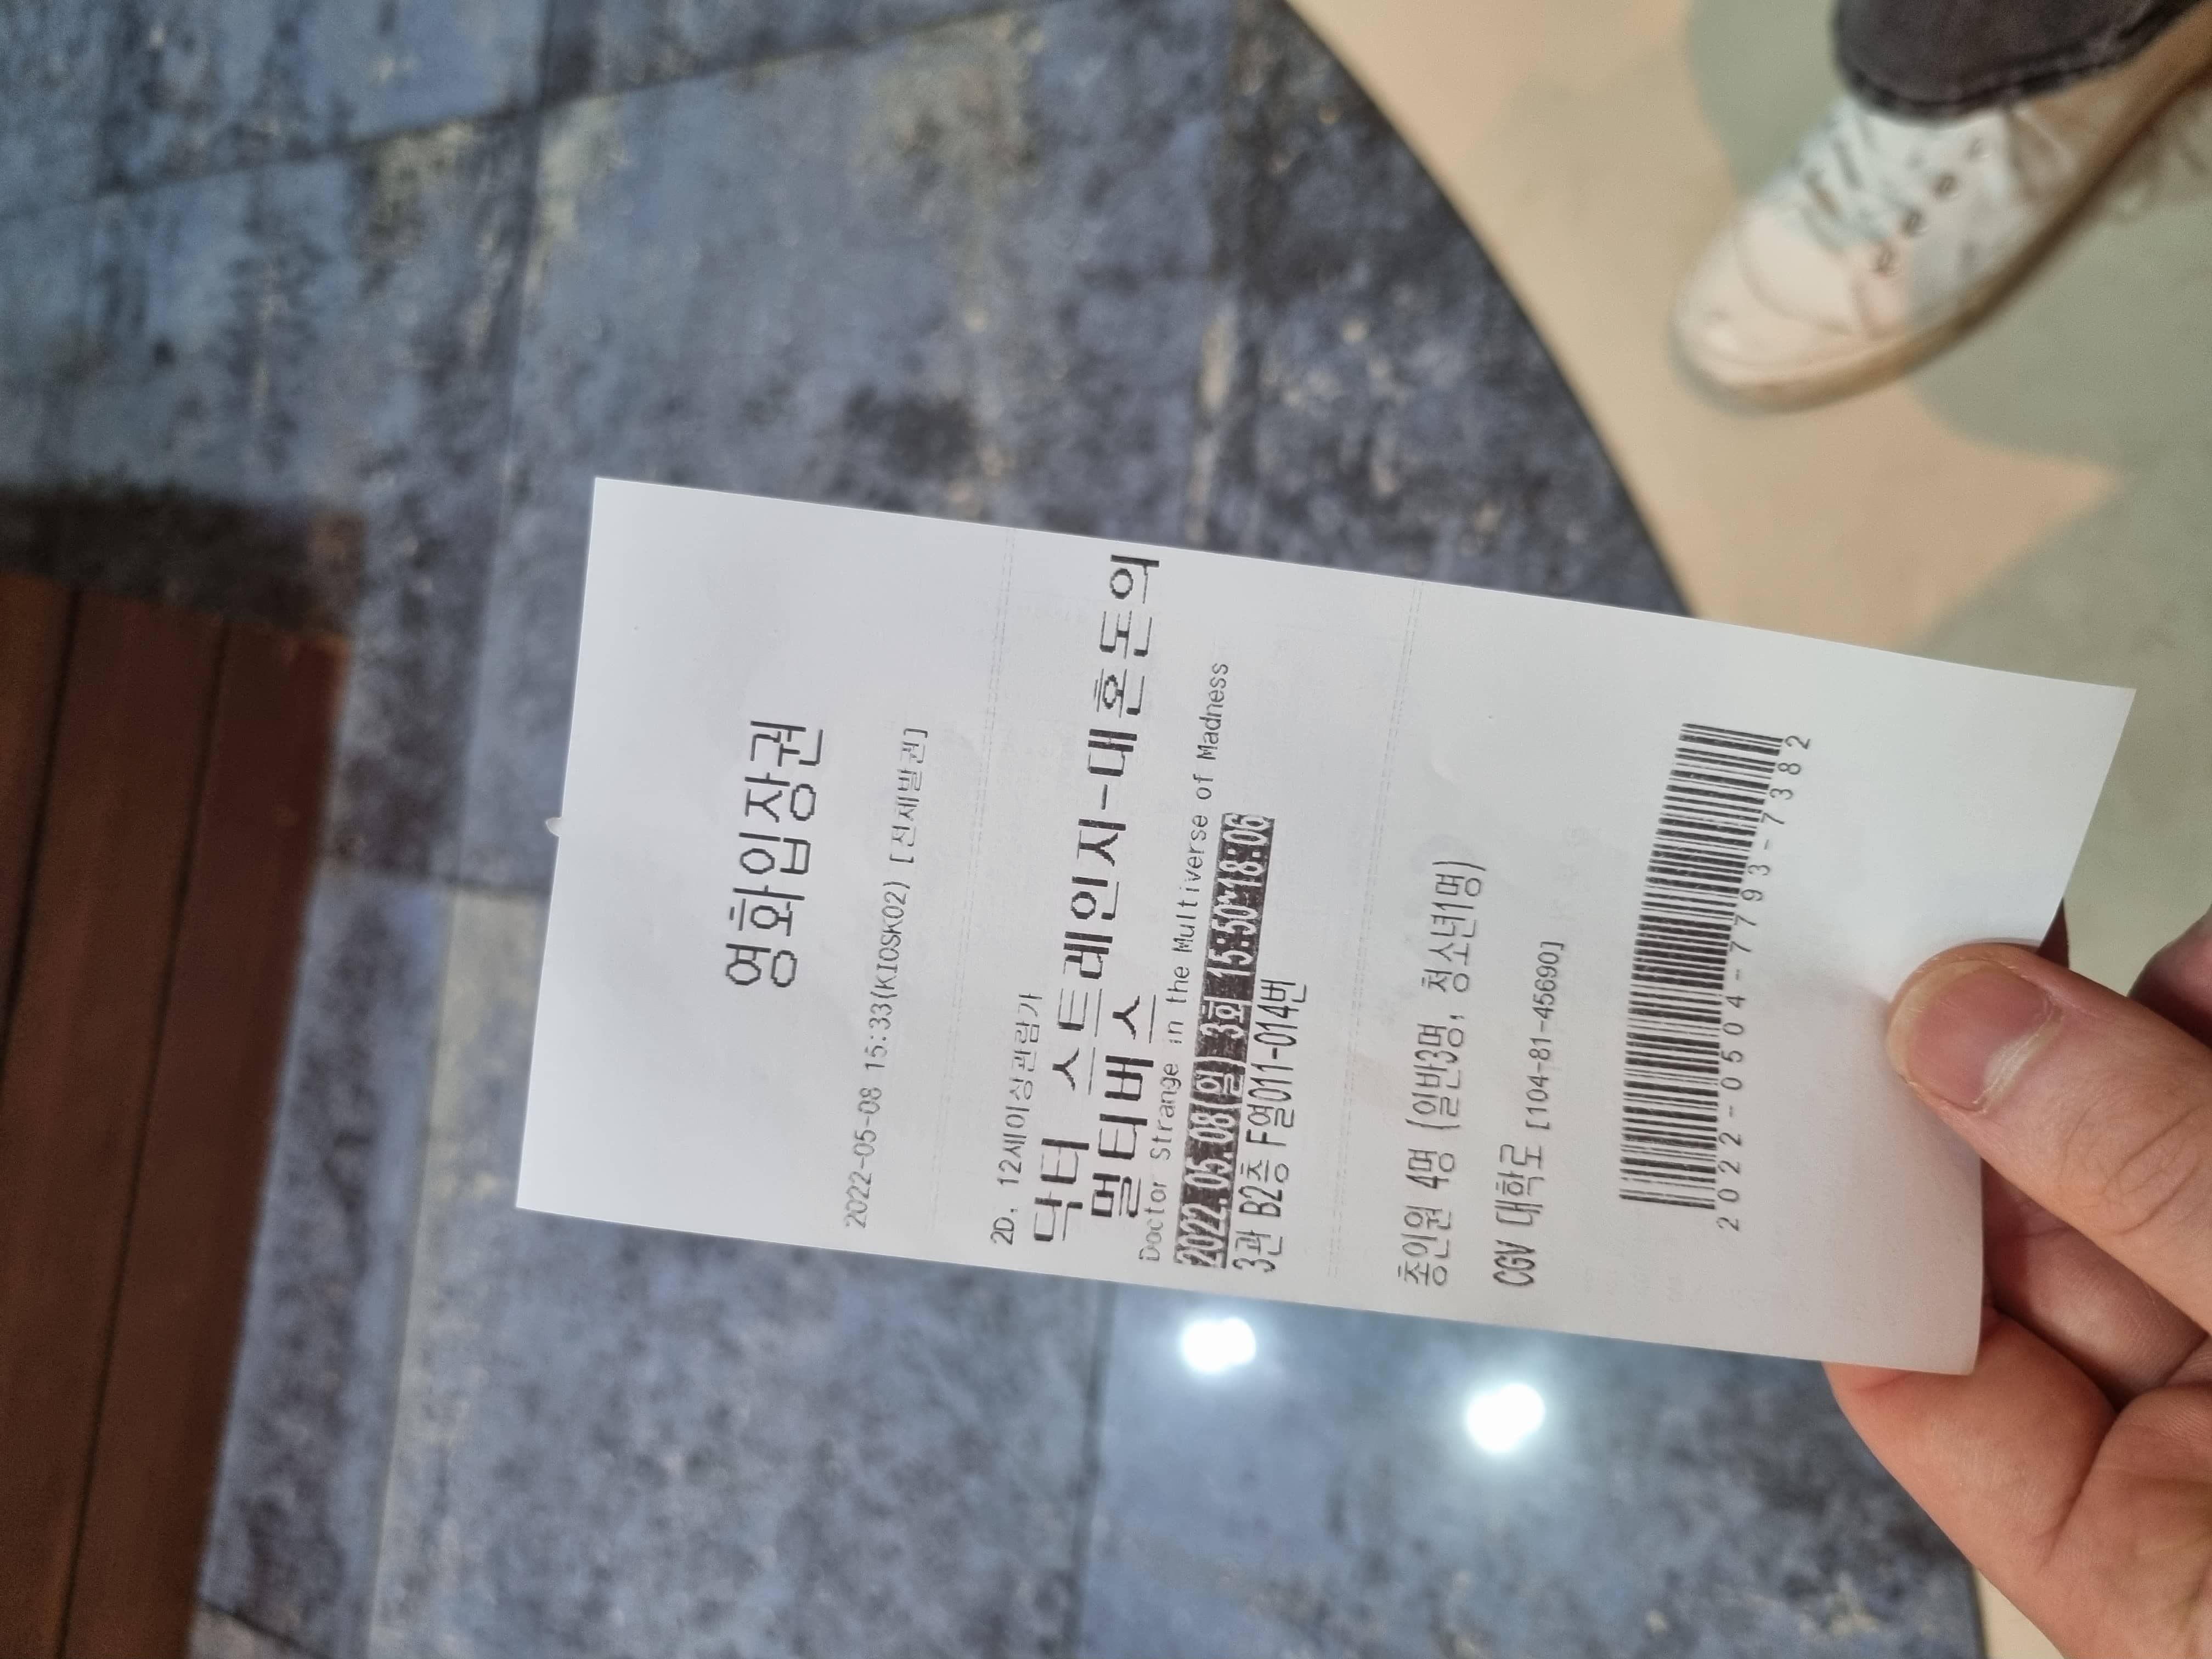 영화입장권
2022-05-08 15:33(KIOSK02) [전체발권]
2D, 12세이상관람가
닥터 스트레인지-대혼돈의
멀티버스
Doctor Strange in the Multiverse of Madness
2022.05.08(일) 3회 15:50~18:06
3관 B2층 F열011-014번
총인원 4명 (일반3명, 청소년1명)
CGV 대학로 [104-81-45690]
2022-0504-7793-7382